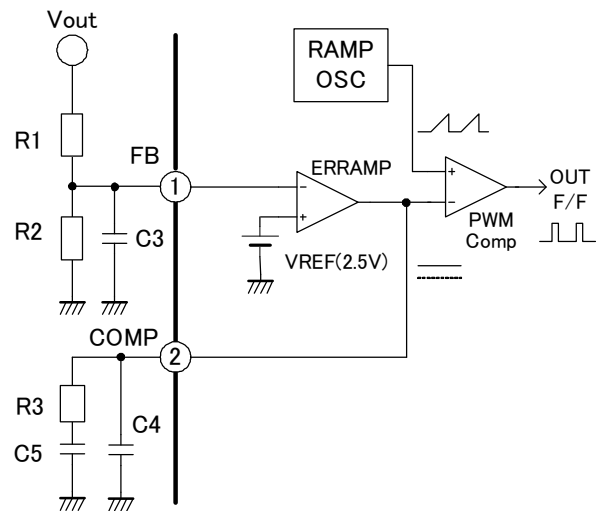 Vout
RAMP
OSC
R1
FB
1
ERRAMP
OUT
F/F
R2
C3
VREF(2.5V)
PWM
Comp
COMP
2
R3
C4
C5